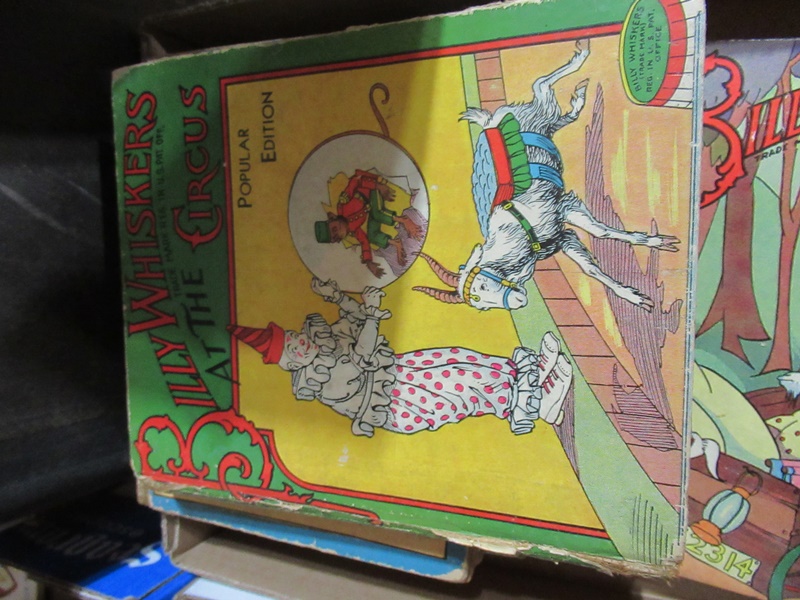 BILLY WHISKERS
TRADE MARK REG. IN U.S. PAT. OFF.
AT THE CIRCUS
POPULAR
EDITION
BILLY WHISKERS
(TRADE MARK)
REG. IN U.S. PAT.
OFFICE
BILL
TRADE M
2314